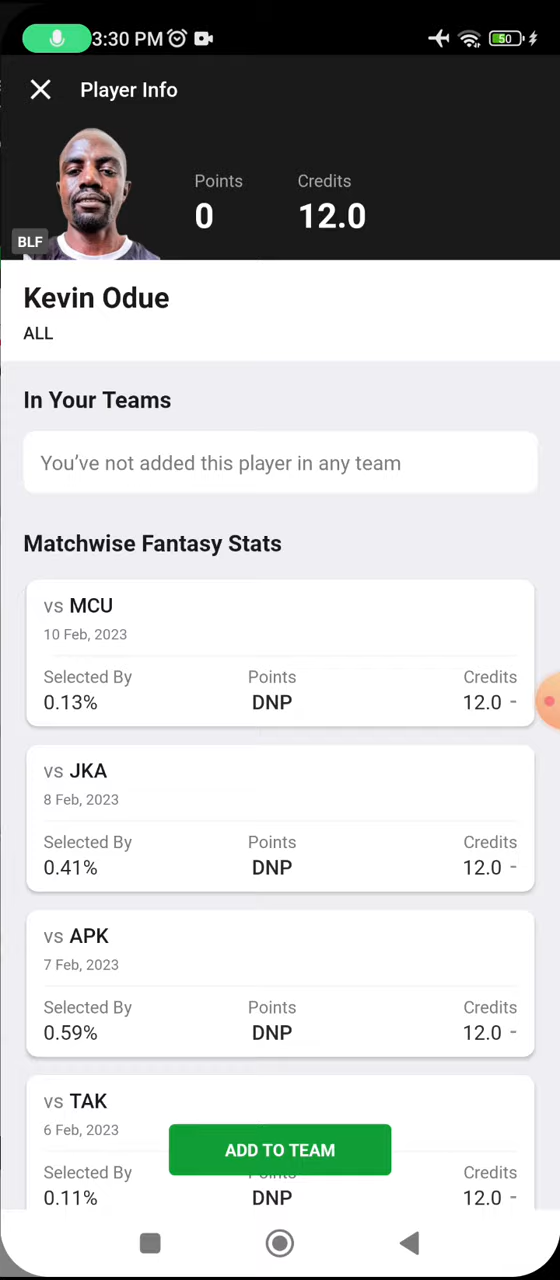 3:30 PM 50
Player Info
Points Credits
0 12.0
BLF
Kevin Odue
ALL
In Your Teams
You've not added this player in any team
Matchwise Fantasy Stats
vs MCU
10 Feb, 2023
Selected By Points Credits
0.13% DNP 12.0 -
vs JKA
8 Feb, 2023
Selected By Points Credits
0.41% DNP 12.0 -
vs APK
7 Feb, 2023
Selected By Points Credits
0.59% DNP 12.0 -
vs TAK
6 Feb, 2023
ADD TO TEAM
Selected By Points Credits
0.11% DNP 12.0 -